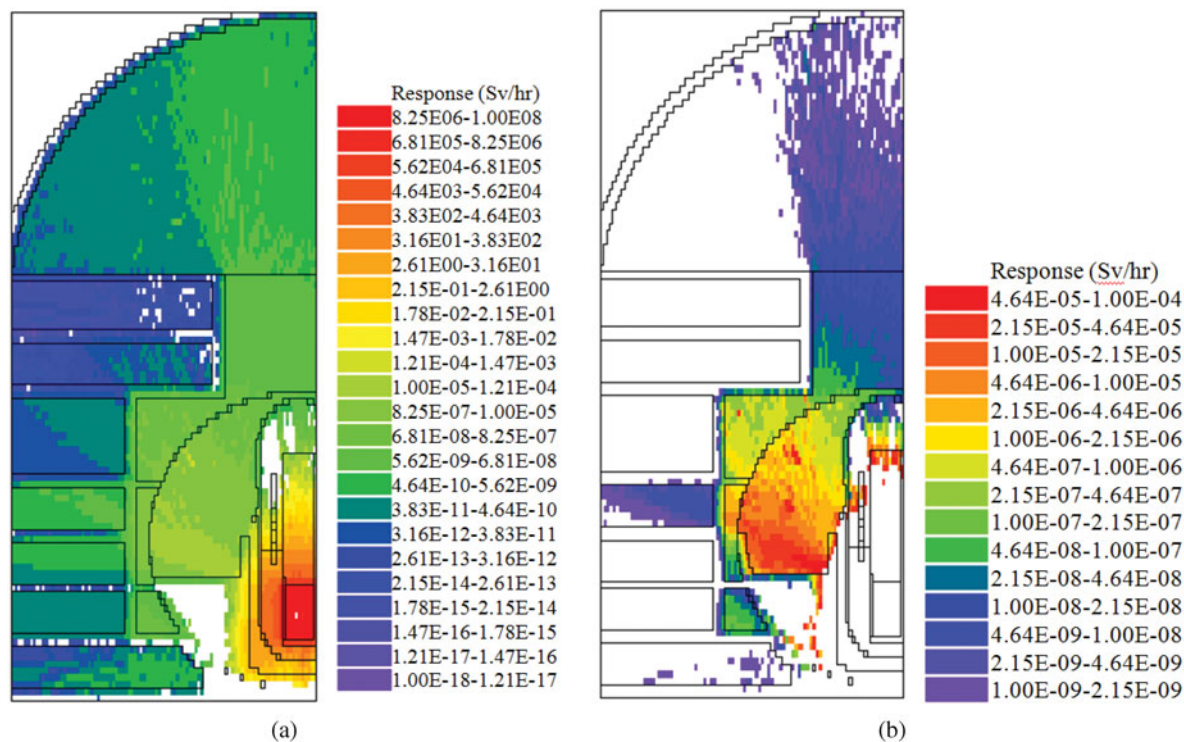 Response (Sv/hr)
8.25E06-1.00E08
6.81E05-8.25E06
5.62E04-6.81E05
4.64E03-5.62E04
3.83E02-4.64E03
3.16E01-3.83E02
2.61E00-3.16E01
2.15E-01-2.61E00
1.78E-02-2.15E-01
1.47E-03-1.78E-02
1.21E-04-1.47E-03
1.00E-05-1.21E-04
8.25E-07-1.00E-05
6.81E-08-8.25E-07
5.62E-09-6.81E-08
4.64E-10-5.62E-09
3.83E-11-4.64E-10
3.16E-12-3.83E-11
2.61E-13-3.16E-12
2.15E-14-2.61E-13
1.78E-15-2.15E-14
1.47E-16-1.78E-15
1.21E-17-1.47E-16
1.00E-18-1.21E-17
(a)
Response (Sv/hr)
4.64E-05-1.00E-04
2.15E-05-4.64E-05
1.00E-05-2.15E-05
4.64E-06-1.00E-05
2.15E-06-4.64E-06
1.00E-06-2.15E-06
4.64E-07-1.00E-06
2.15E-07-4.64E-07
1.00E-07-2.15E-07
4.64E-08-1.00E-07
2.15E-08-4.64E-08
1.00E-08-2.15E-08
4.64E-09-1.00E-08
2.15E-09-4.64E-09
1.00E-09-2.15E-09
(b)